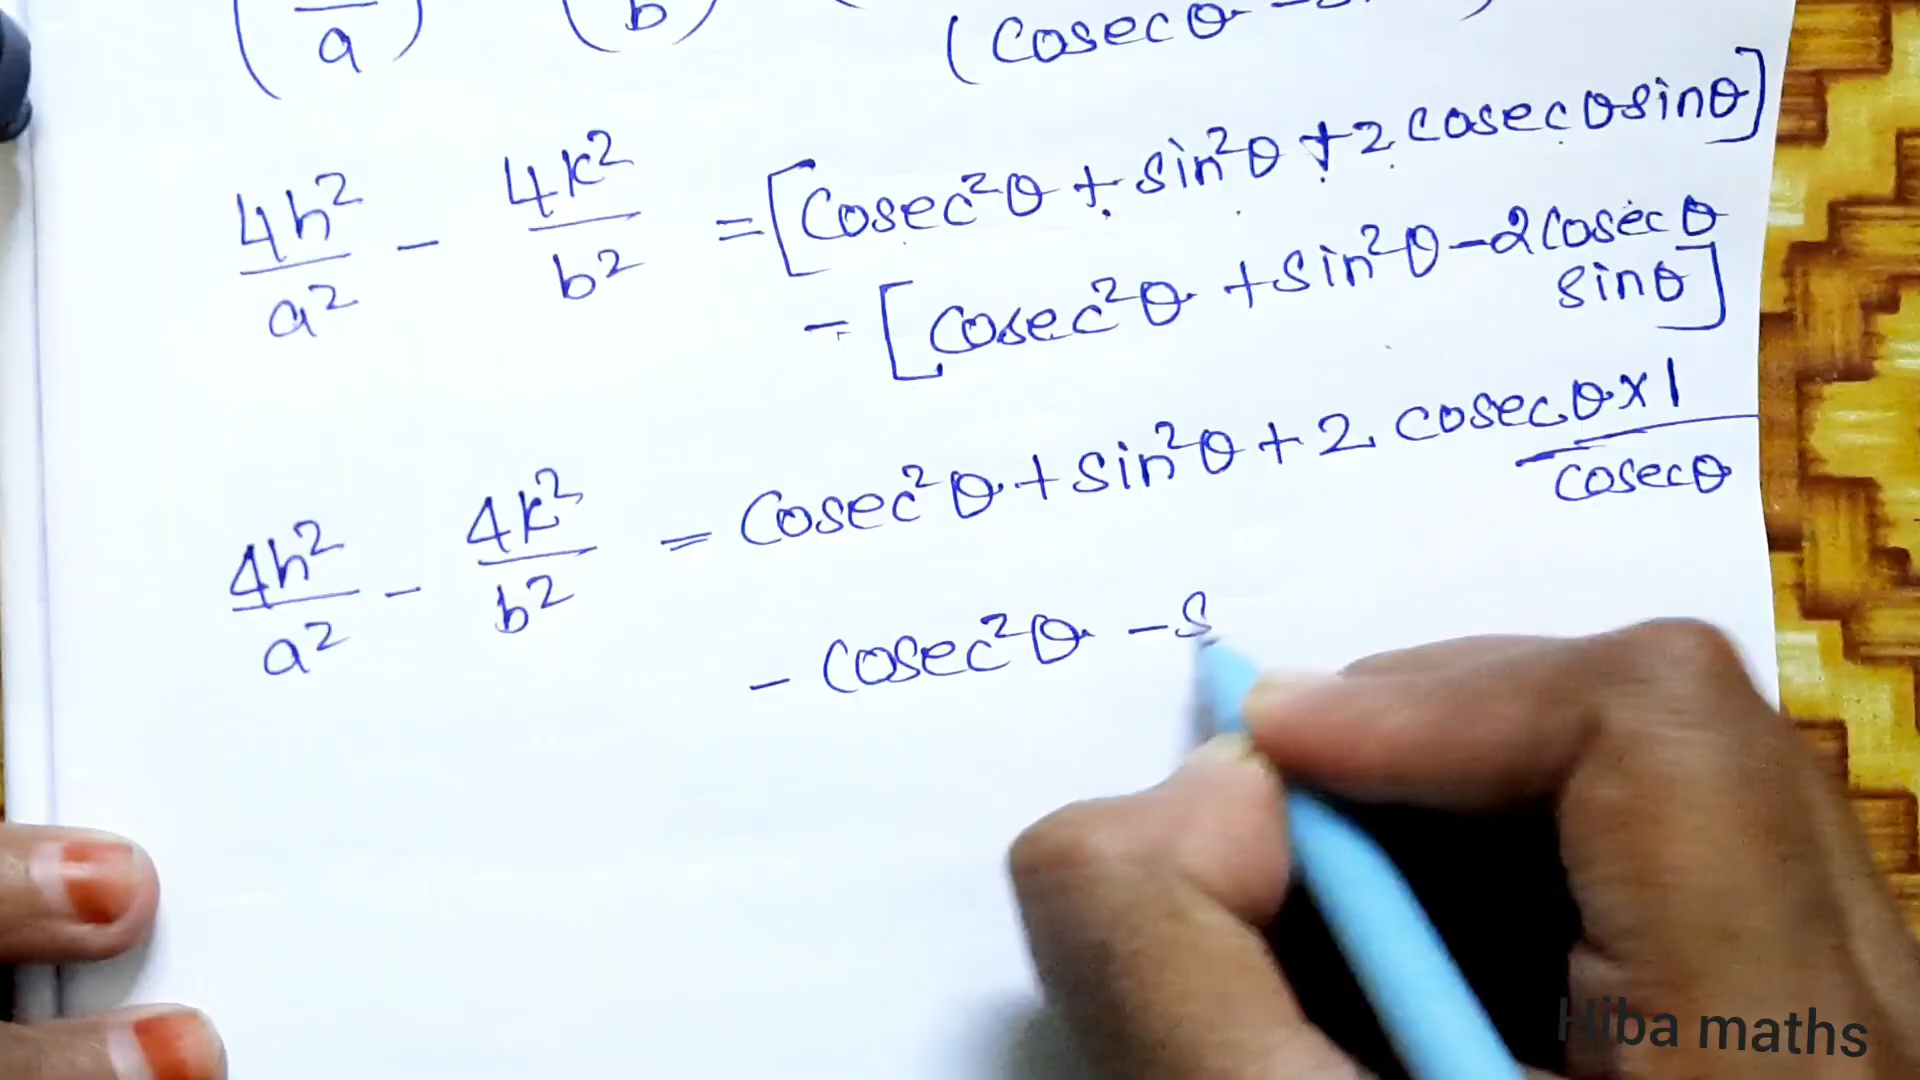 ( a ) ( b ) (cosecθ -
4h²/a² - 4k²/b² = [cosec²θ + sin²θ + 2 cosecθ sinθ]
- [cosec²θ + sin²θ - 2 cosecθ
sinθ]
4h²/a² - 4k²/b² = cosec²θ + sin²θ + 2 cosecθ × 1/cosecθ
- cosec²θ - s
Hiba maths